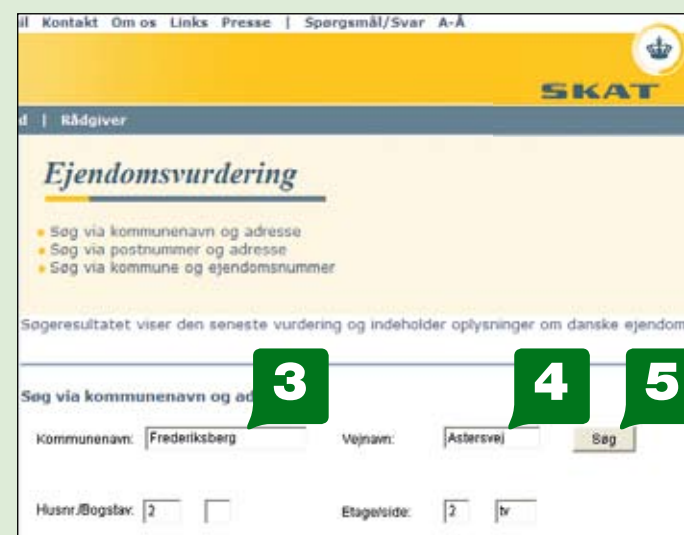 il Kontakt Om os Links Presse | Spørgsmål/Svar A-Å
SKAT
d | Rådgiver
Ejendomsvurdering
Søg via kommunenavn og adresse
Søg via postnummer og adresse
Søg via kommune og ejendomsnummer
Søgeresultatet viser den seneste vurdering og indeholder oplysninger om danske ejendom
3 4 5
Søg via kommunenavn og ad
Kommunenavn: Frederiksberg Vejnavn: Astersvej Søg
Husnr./Bogstav: 2 Etage/side: 2 tv